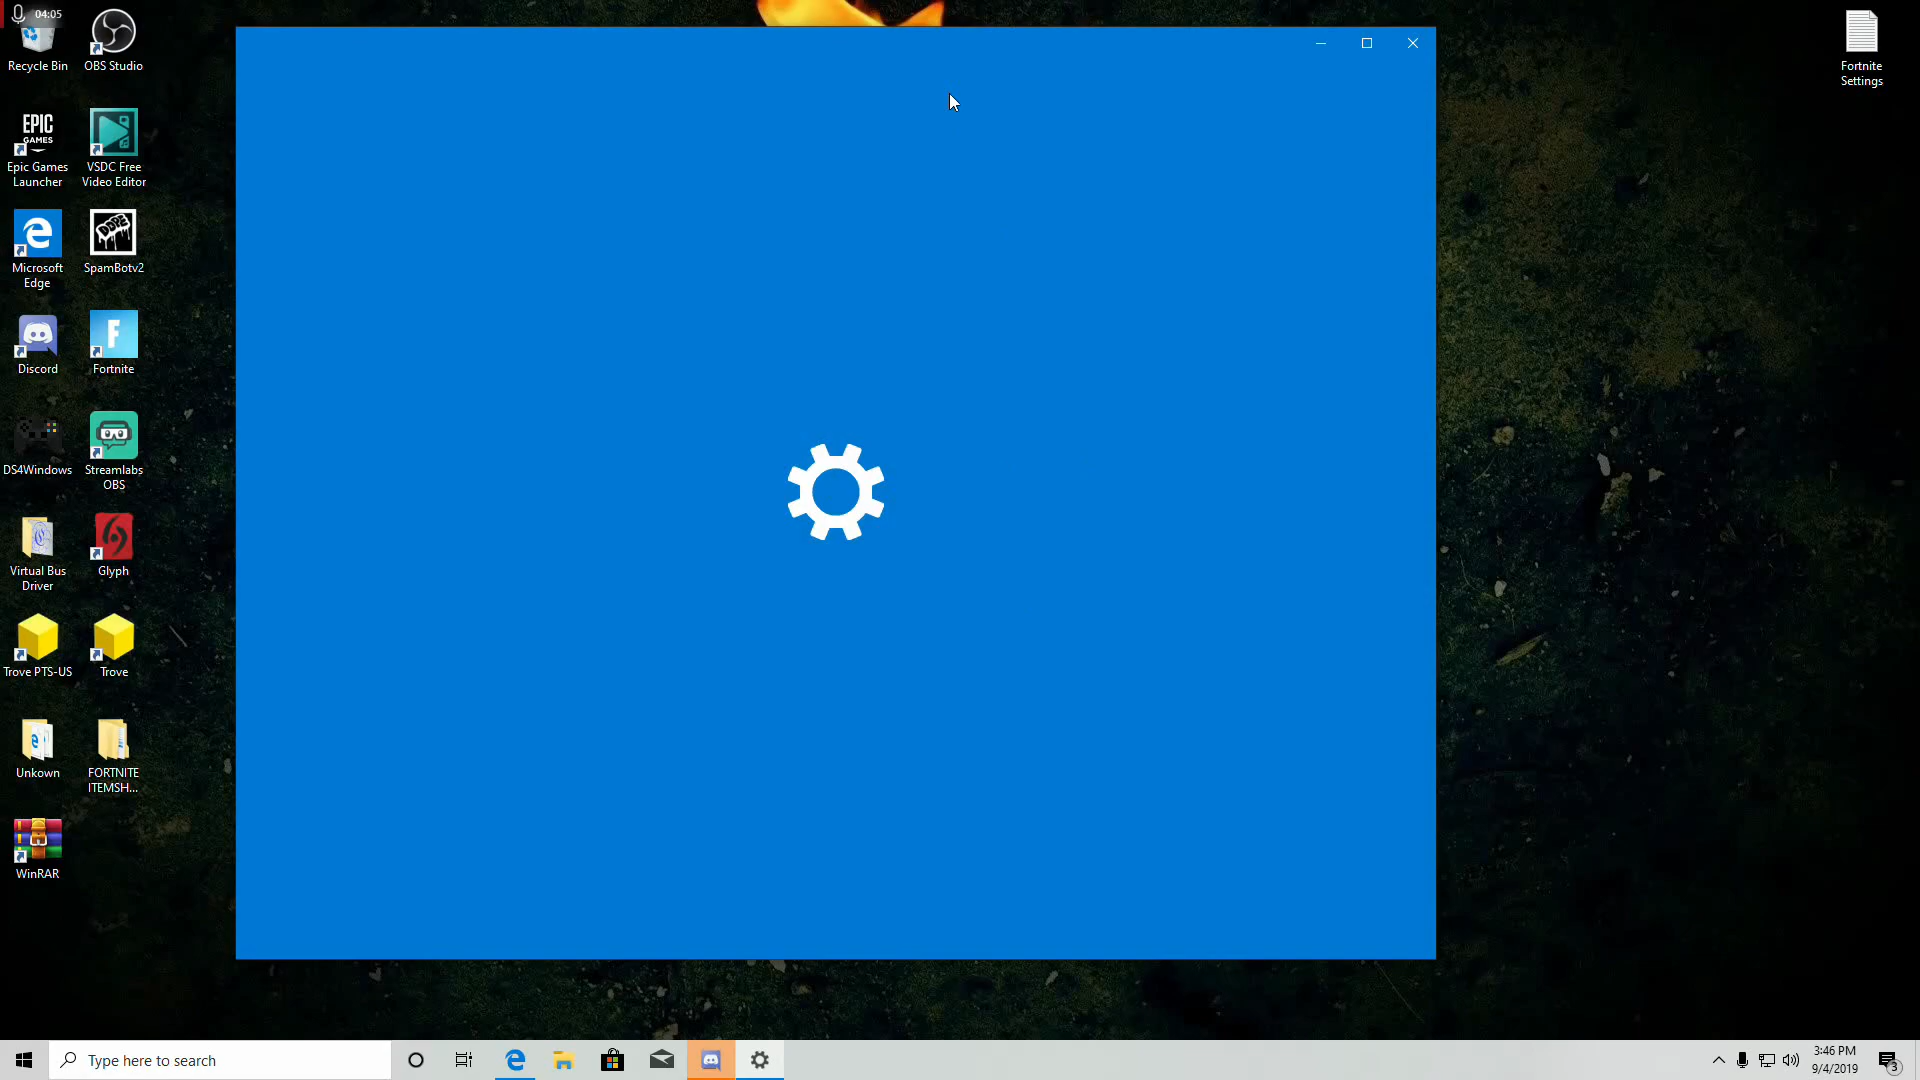 04:05
Recycle Bin
OBS Studio
Fortnite
Settings
EPIC
GAMES
Epic Games
Launcher
VSDC Free
Video Editor
DOPE
Microsoft
Edge
SpamBotv2
F
Discord
Fortnite
DS4Windows
Streamlabs
OBS
Virtual Bus
Driver
Glyph
Trove PTS-US
Trove
Unkown
FORTNITE
ITEMSH...
WinRAR
Type here to search
3:46 PM
9/4/2019
3